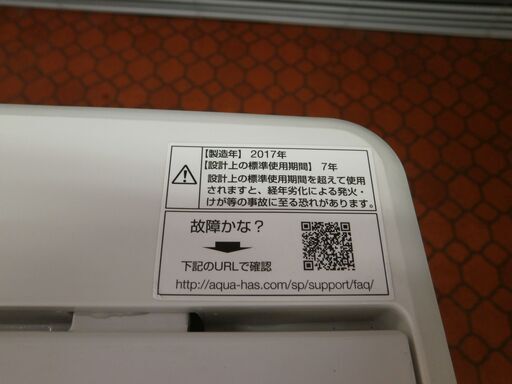 【製造年】 2017年
【設計上の標準使用期間】 7年
設計上の標準使用期間を超えて使用
されますと、経年劣化による発火・
けが等の事故に至る恐れがあります。
故障かな？
下記のURLで確認
http://aqua-has.com/sp/support/faq/